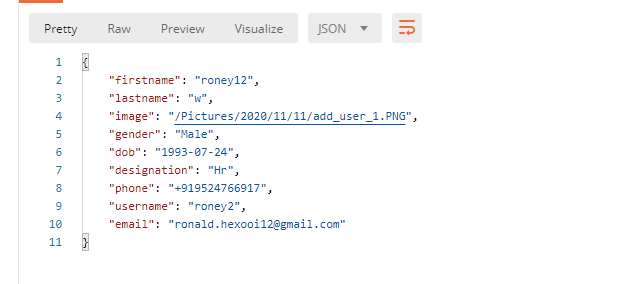 Pretty Raw Preview Visualize JSON
1 {
2 "firstname": "roney12",
3 "lastname": "w",
4 "image": "/Pictures/2020/11/11/add_user_1.PNG",
5 "gender": "Male",
6 "dob": "1993-07-24",
7 "designation": "Hr",
8 "phone": "+919524766917",
9 "username": "roney2",
10 "email": "ronald.hexooi12@gmail.com"
11 }